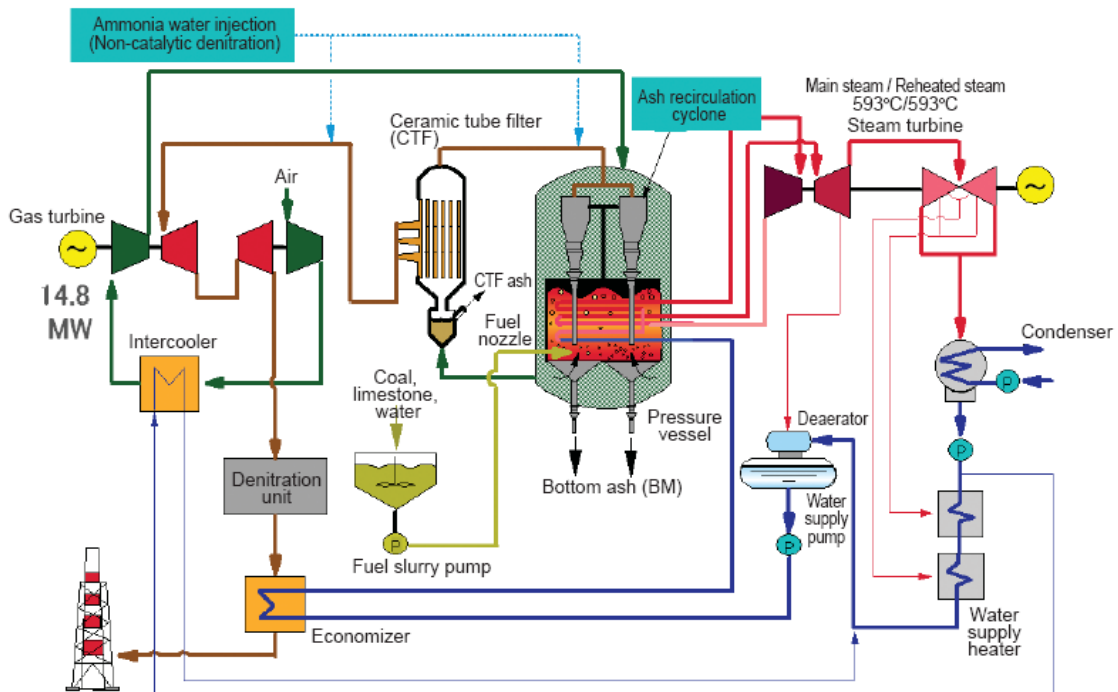 Ammonia water injection
(Non-catalytic denitration)
Main steam / Reheated steam
593°C/593°C
Steam turbine
Ash recirculation
cyclone
Ceramic tube filter
(CTF)
Air
Gas turbine
~
~
14.8
MW
CTF ash
Fuel
nozzle
Intercooler
Condenser
P
Coal,
limestone,
water
Pressure
vessel
Deaerator
P
Denitration
unit
Bottom ash (BM)
Water
supply
pump
P
P
Fuel slurry pump
Economizer
Water
supply
heater